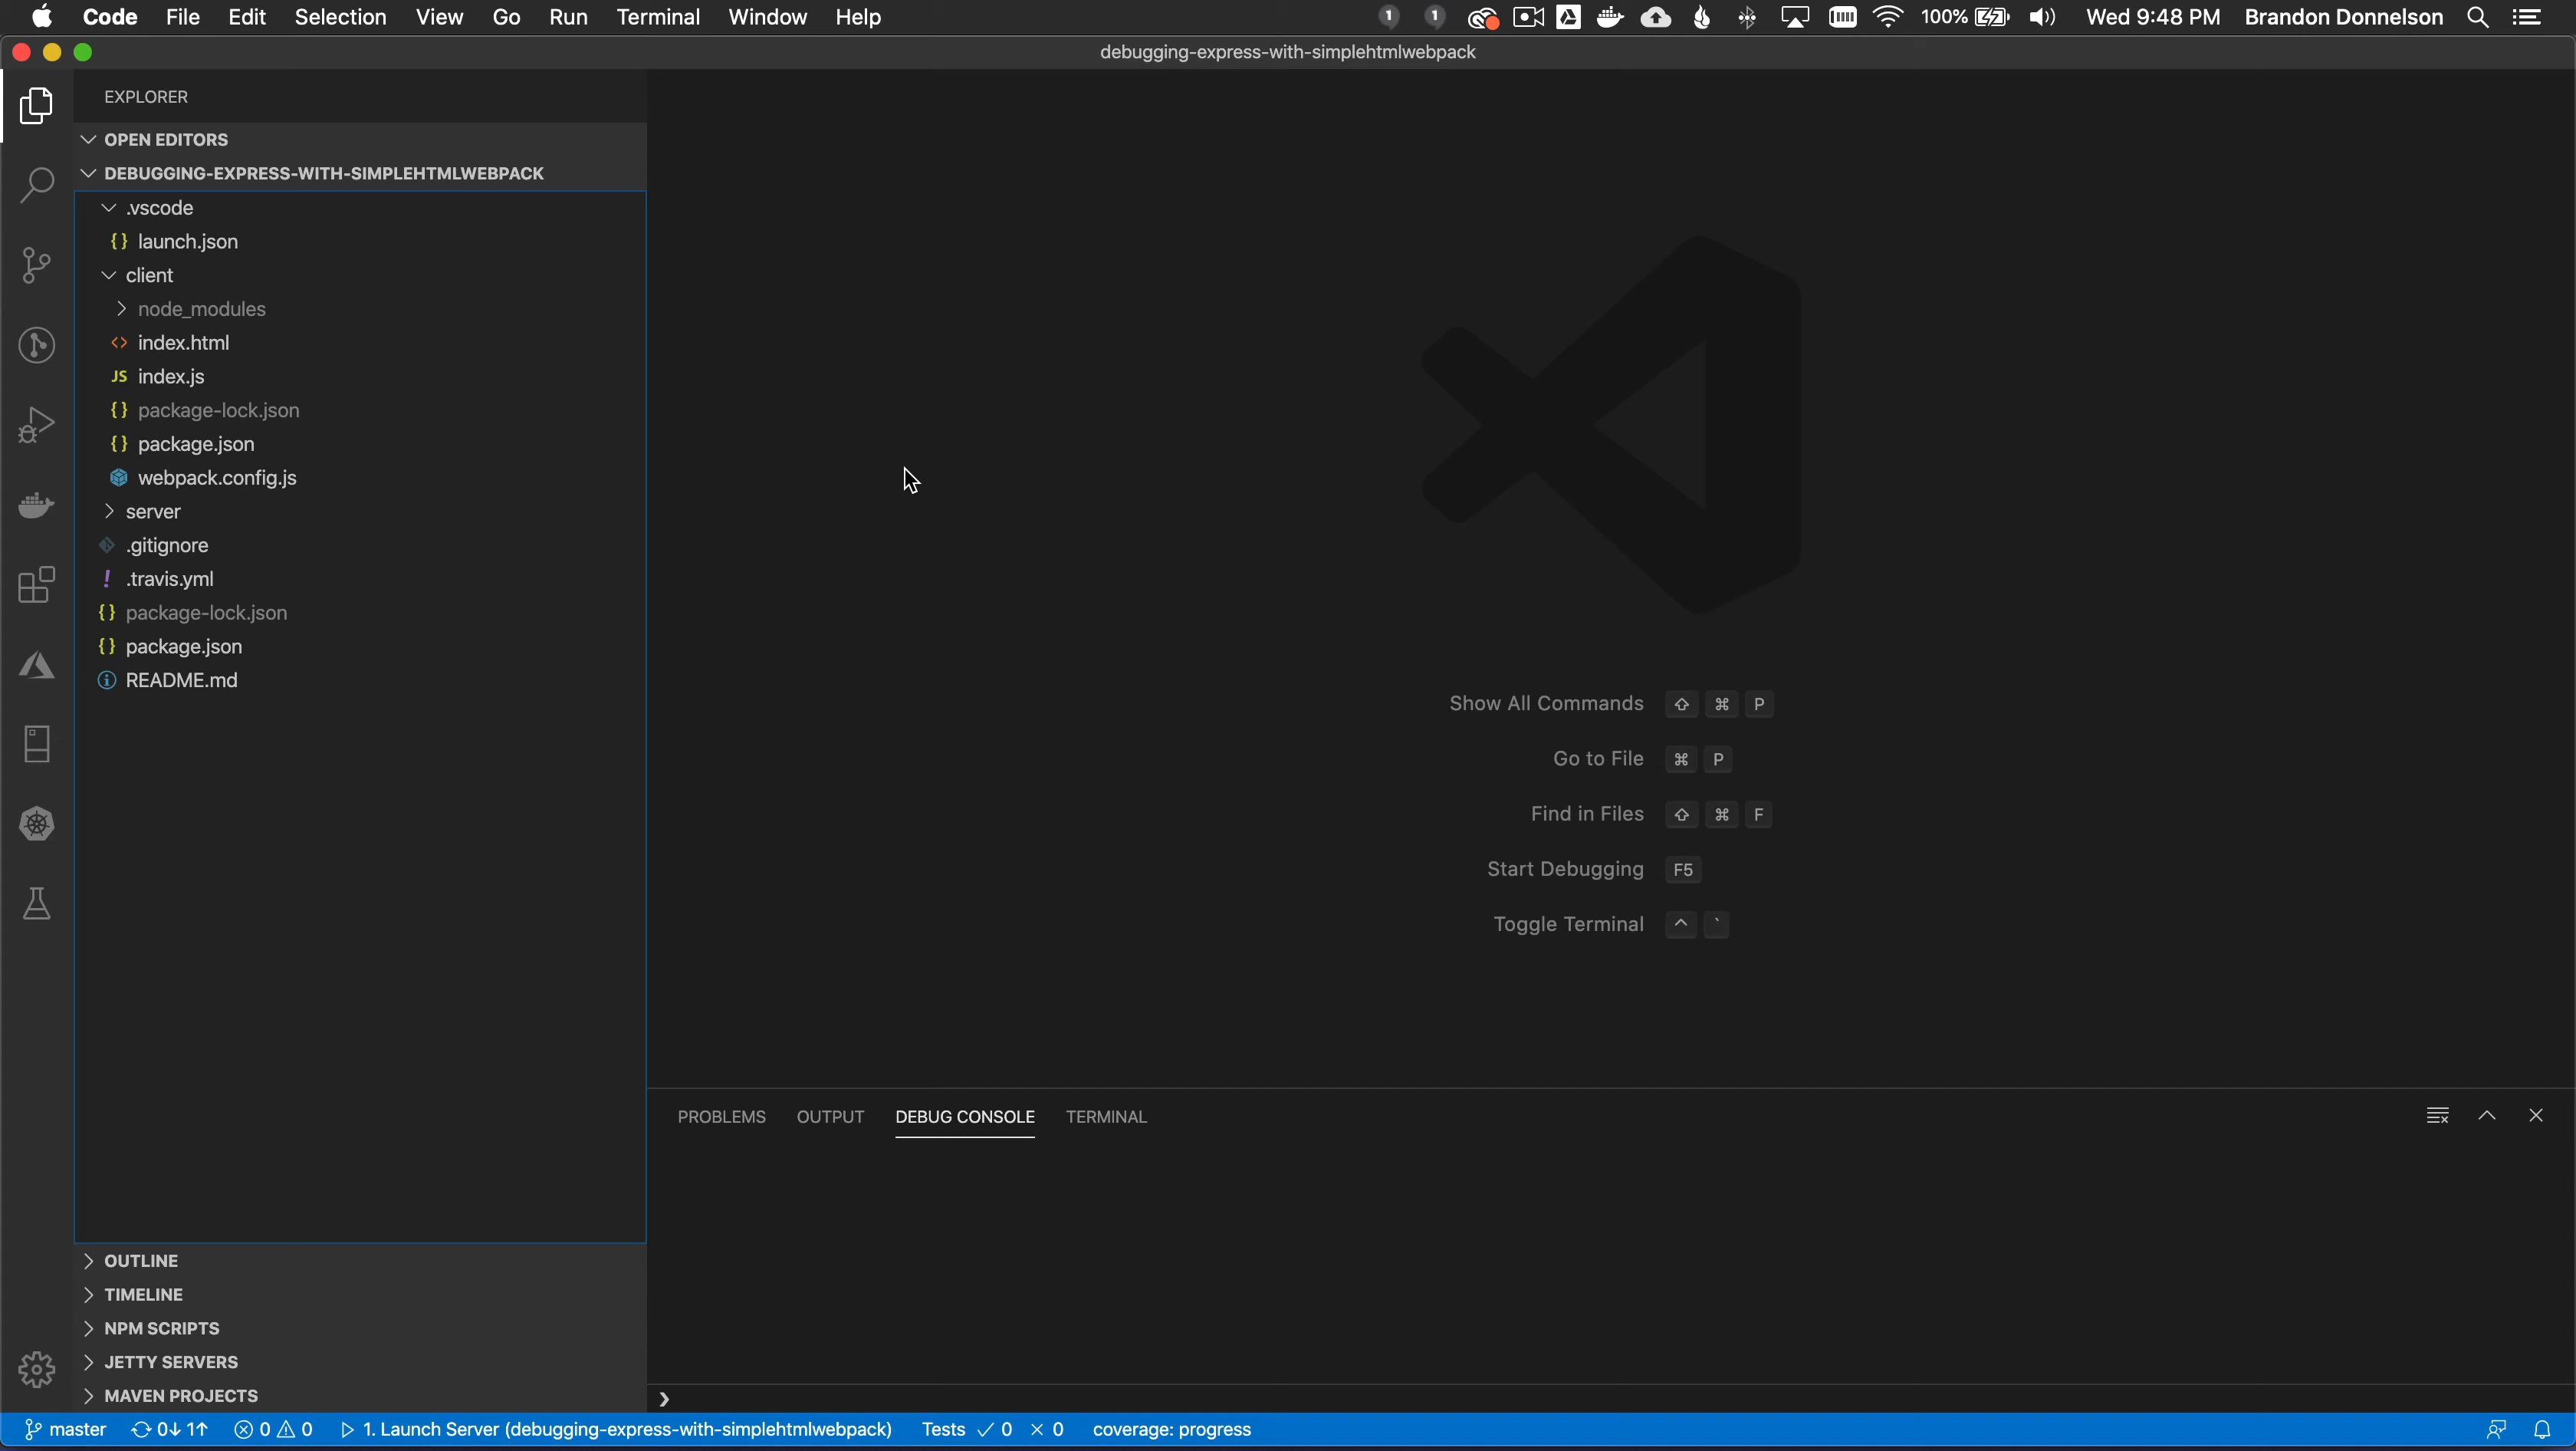 Code File Edit Selection View Go Run Terminal Window Help 1 1 100% Wed 9:48 PM Brandon Donnelson
debugging-express-with-simplehtmlwebpack
EXPLORER
OPEN EDITORS
DEBUGGING-EXPRESS-WITH-SIMPLEHTMLWEBPACK
.vscode
{} launch.json
client
node_modules
<> index.html
JS index.js
{} package-lock.json
{} package.json
webpack.config.js
server
.gitignore
! .travis.yml
{} package-lock.json
{} package.json
README.md
Show All Commands ⇧ ⌘ P
Go to File ⌘ P
Find in Files ⇧ ⌘ F
Start Debugging F5
Toggle Terminal ^ `
PROBLEMS OUTPUT DEBUG CONSOLE TERMINAL
OUTLINE
TIMELINE
NPM SCRIPTS
JETTY SERVERS
MAVEN PROJECTS
master 0↓ 1↑ 0 0 1. Launch Server (debugging-express-with-simplehtmlwebpack) Tests ✓ 0 × 0 coverage: progress